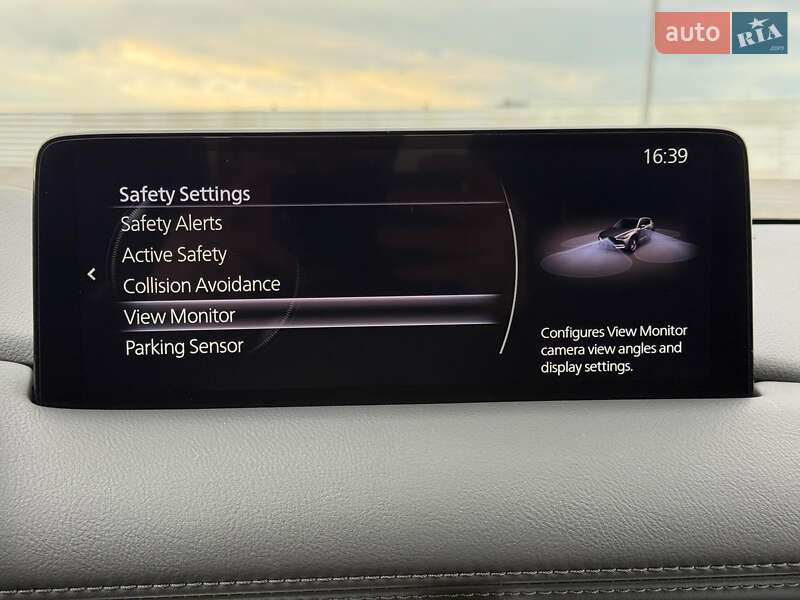 auto RIA
.com
16:39
Safety Settings
Safety Alerts
Active Safety
Collision Avoidance
View Monitor
Parking Sensor
Configures View Monitor
camera view angles and
display settings.